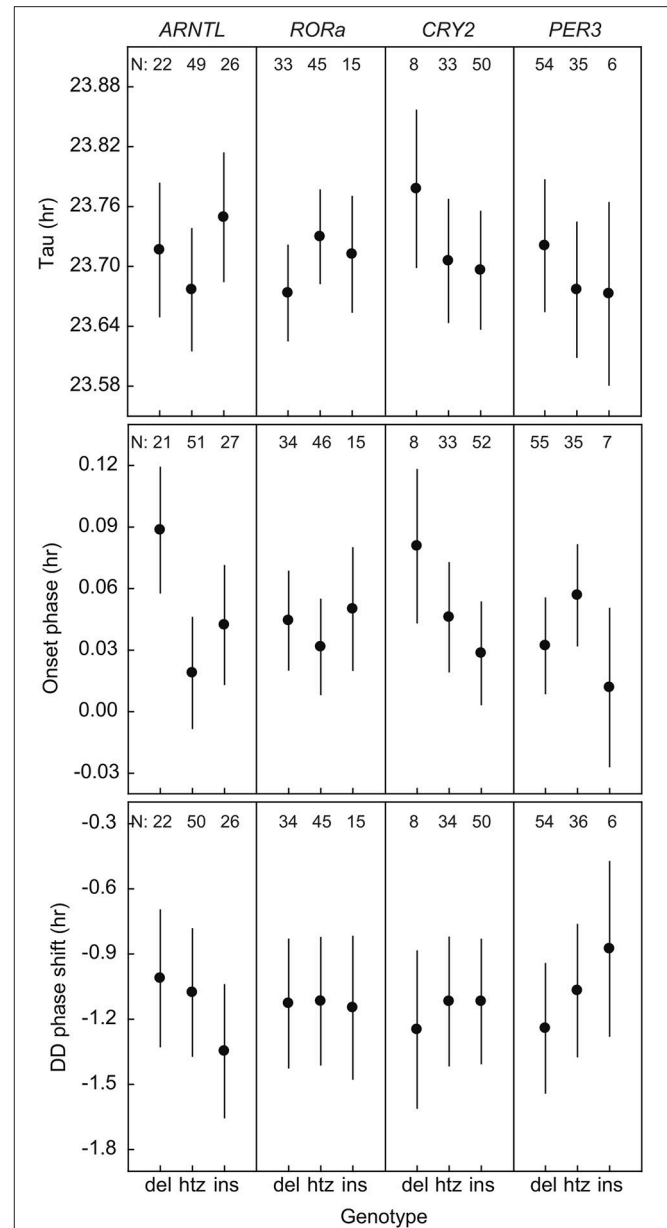 ARNTL RORa CRY2 PER3
N: 22 49 26 33 45 15 8 33 50 54 35 6
23.88
23.82
23.76
23.70
23.64
23.58
Tau (hr)
N: 21 51 27 34 46 15 8 33 52 55 35 7
0.12
0.09
0.06
0.03
0.00
-0.03
Onset phase (hr)
N: 22 50 26 34 45 15 8 34 50 54 36 6
-0.3
-0.6
-0.9
-1.2
-1.5
-1.8
DD phase shift (hr)
del htz ins del htz ins del htz ins del htz ins
Genotype